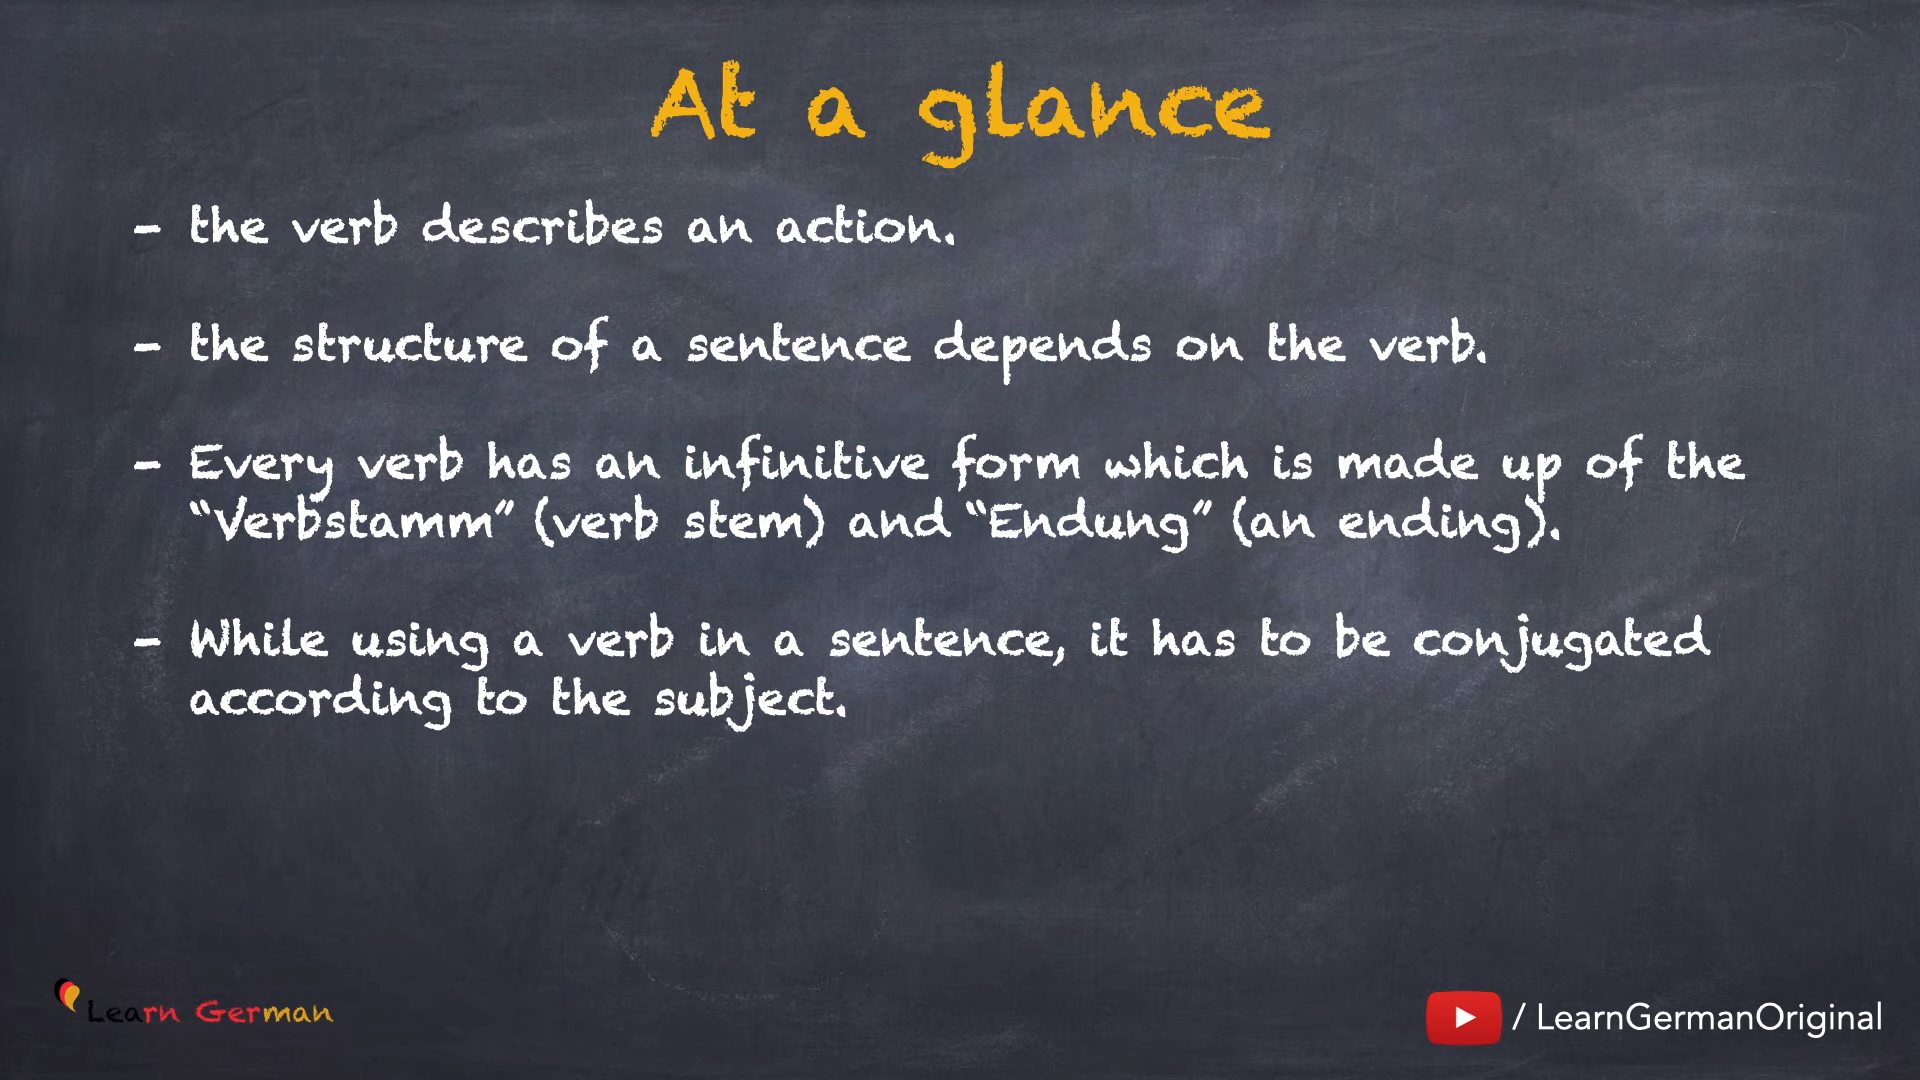 At a glance
- the verb describes an action.
- the structure of a sentence depends on the verb.
- Every verb has an infinitive form which is made up of the
“Verbstamm” (verb stem) and “Endung” (an ending).
- While using a verb in a sentence, it has to be conjugated
according to the subject.
Learn German
/ LearnGermanOriginal